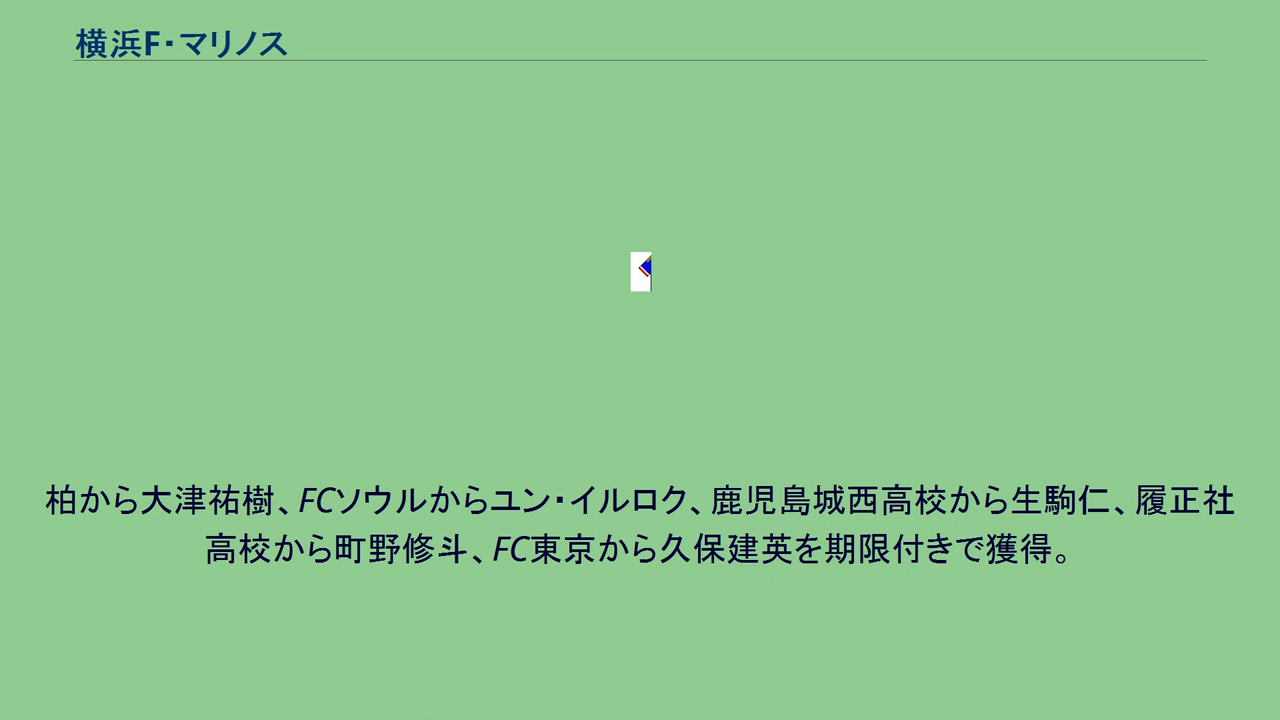 横浜F・マリノス
柏から大津祐樹、FCソウルからユン・イルロク、鹿児島城西高校から生駒仁、履正社
高校から町野修斗、FC東京から久保建英を期限付きで獲得。